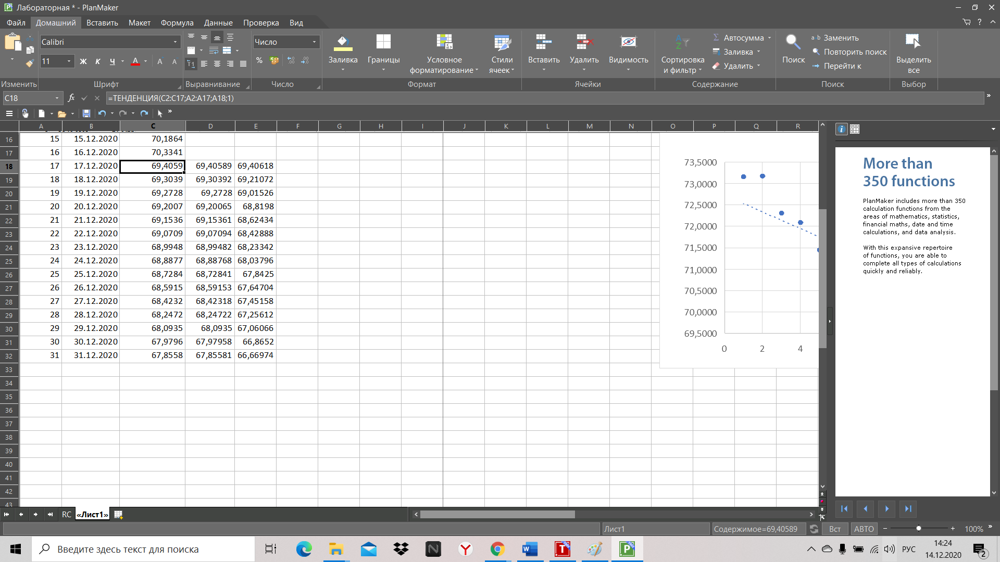 Лабораторная * - PlanMaker
Файл Домашний Вставить Макет Формула Данные Проверка Вид
Calibri
11
Ж К Ч А А А
Изменить Шрифт Выравнивание Число Формат Ячейки Содержание Поиск Выбор
Число
Заливка
Границы
Условное
форматирование
Стили
ячеек
Вставить
Удалить
Видимость
Сортировка
и фильтр
Автосумма
Заливка
Удалить
Поиск
Заменить
Повторить поиск
Перейти к
Выделить
все
C18 fx =ТЕНДЕНЦИЯ(C2:C17;A2:A17;A18;1)
A B C D E F G H I J K L M N O P Q R
16 15 15.12.2020 70,1864
17 16 16.12.2020 70,3341
18 17 17.12.2020 69,4059 69,40589 69,40618
19 18 18.12.2020 69,3039 69,30392 69,21072
20 19 19.12.2020 69,2728 69,2728 69,01526
21 20 20.12.2020 69,2007 69,20065 68,8198
22 21 21.12.2020 69,1536 69,15361 68,62434
23 22 22.12.2020 69,0709 69,07094 68,42888
24 23 23.12.2020 68,9948 68,99482 68,23342
25 24 24.12.2020 68,8877 68,88768 68,03796
26 25 25.12.2020 68,7284 68,72841 67,8425
27 26 26.12.2020 68,5915 68,59153 67,64704
28 27 27.12.2020 68,4232 68,42318 67,45158
29 28 28.12.2020 68,2472 68,24722 67,25612
30 29 29.12.2020 68,0935 68,0935 67,06066
31 30 30.12.2020 67,9796 67,97958 66,8652
32 31 31.12.2020 67,8558 67,85581 66,66974
33
34
35
36
37
38
39
40
41
42
43
73,5000
73,0000
72,5000
72,0000
71,5000
71,0000
70,5000
70,0000
69,5000
0 2 4
More than
350 functions
PlanMaker includes more than 350
calculation functions from the
areas of mathematics, statistics,
financial maths, date and time
calculations, and data analysis.
With this expansive repertoire
of functions, you are able to
complete all types of calculations
quickly and reliably.
RC «Лист1»
Лист1 Содержимое=69,40589 Вст АВТО 100%
Введите здесь текст для поиска
РУС
14:24
14.12.2020
2